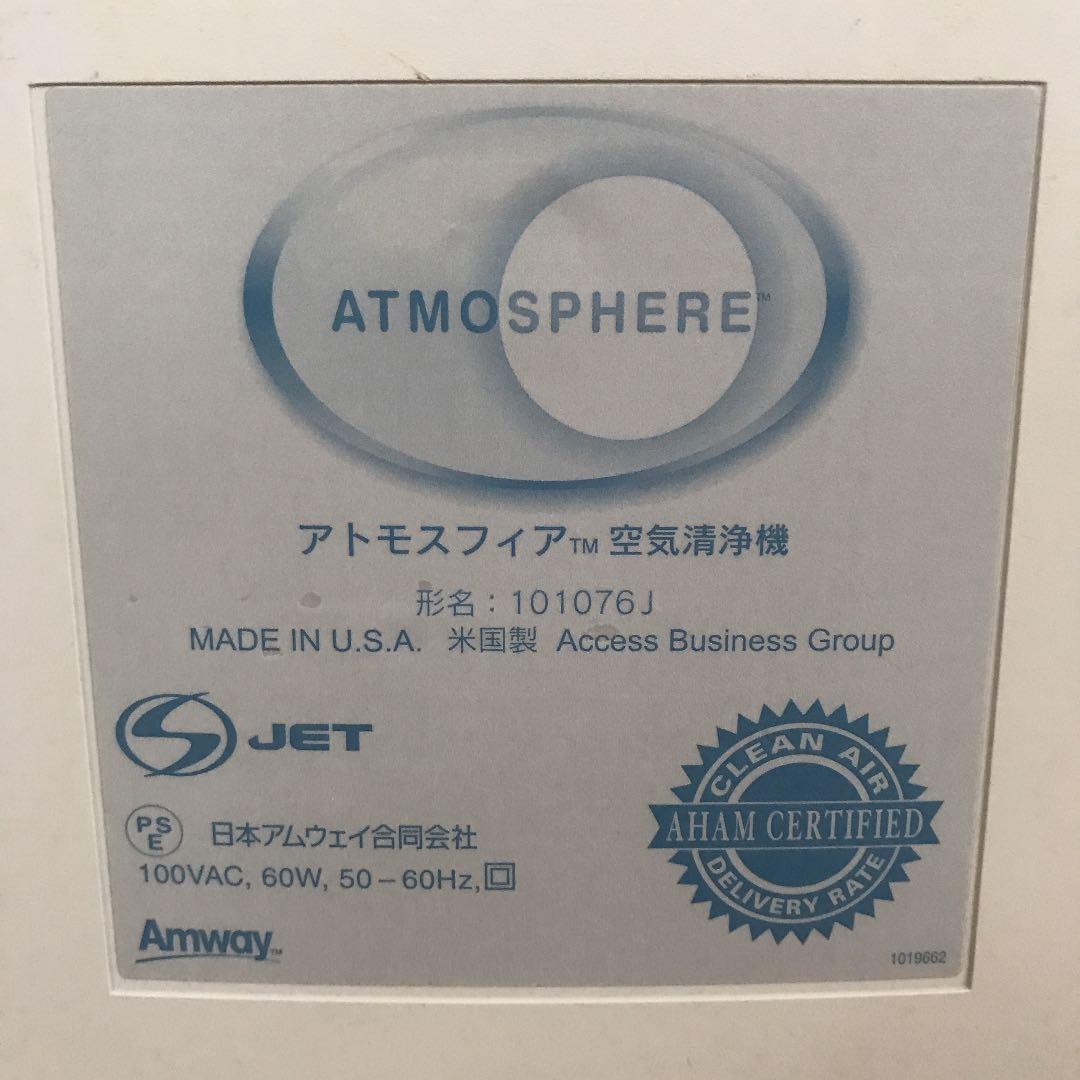 ATMOSPHERE™
アトモスフィア™ 空気清浄機
形名：101076J
MADE IN U.S.A. 米国製 Access Business Group
S JET
PS E 日本アムウェイ合同会社
100VAC, 60W, 50－60Hz,
Amway™
CLEAN AIR
AHAM CERTIFIED
DELIVERY RATE
1019662